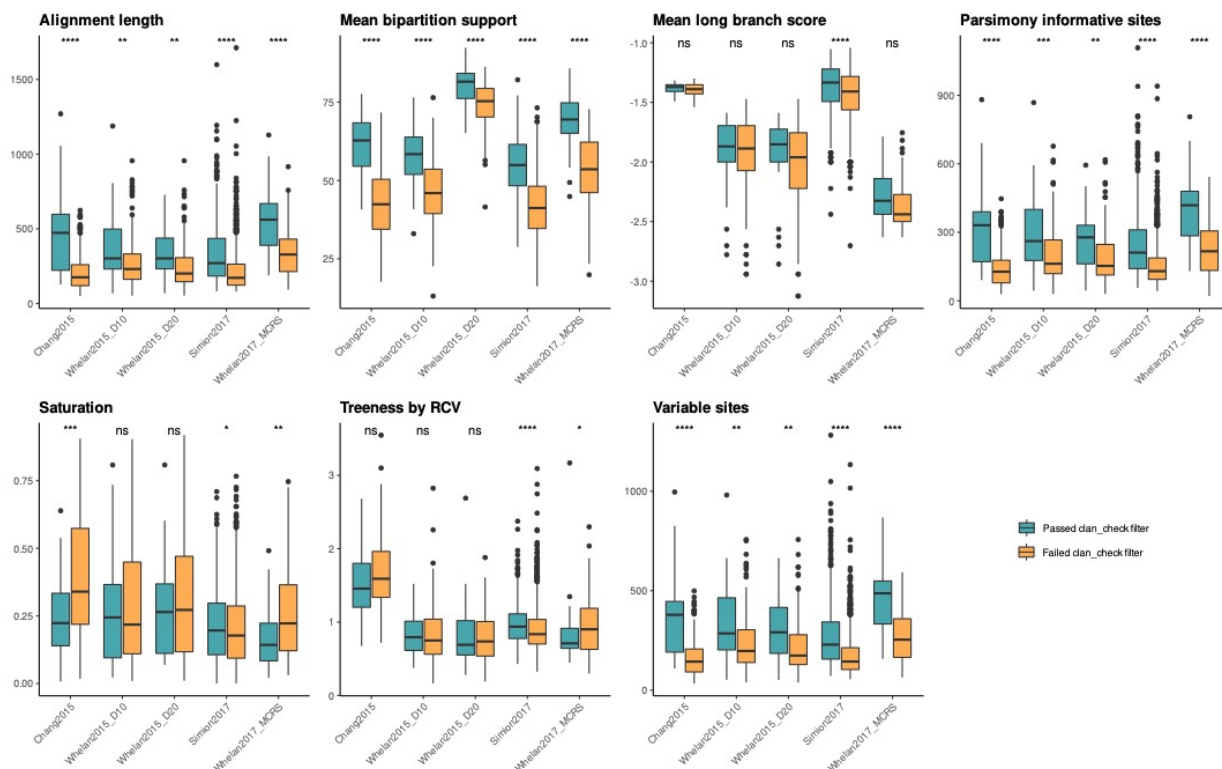 Alignment length
**** ** ** **** ****
1500
1000
500
0
Chang2015
Whelan2015_D10
Whelan2015_D20
Simion2017
Whelan2017_MCRS
Mean bipartition support
**** **** **** **** ****
75
50
25
Chang2015
Whelan2015_D10
Whelan2015_D20
Simion2017
Whelan2017_MCRS
Mean long branch score
ns ns ns **** ns
-1.0
-1.5
-2.0
-2.5
-3.0
Chang2015
Whelan2015_D10
Whelan2015_D20
Simion2017
Whelan2017_MCRS
Parsimony informative sites
**** *** ** **** ****
900
600
300
0
Chang2015
Whelan2015_D10
Whelan2015_D20
Simion2017
Whelan2017_MCRS
Saturation
*** ns ns * **
0.75
0.50
0.25
0.00
Chang2015
Whelan2015_D10
Whelan2015_D20
Simion2017
Whelan2017_MCRS
Treeness by RCV
ns ns ns **** *
3
2
1
0
Chang2015
Whelan2015_D10
Whelan2015_D20
Simion2017
Whelan2017_MCRS
Variable sites
**** ** ** **** ****
1000
500
0
Chang2015
Whelan2015_D10
Whelan2015_D20
Simion2017
Whelan2017_MCRS
Passed clan_check filter
Failed clan_check filter